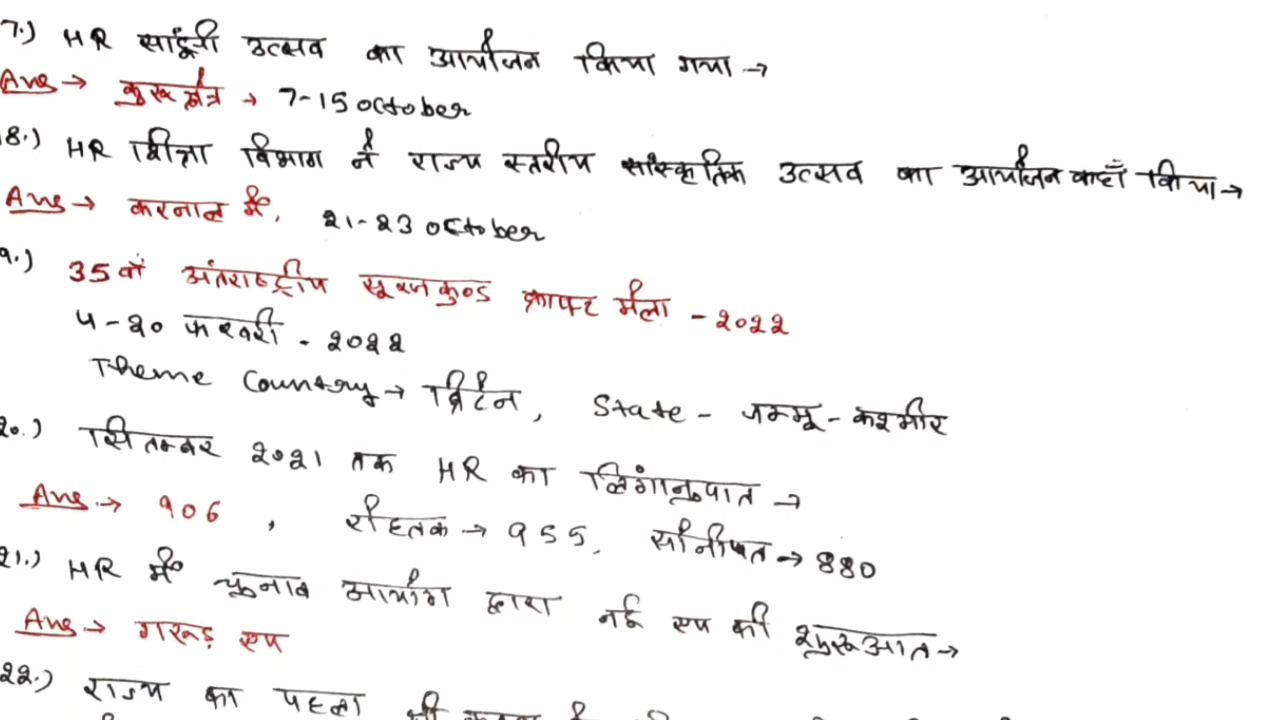 7.) HR सांझी उत्सव का आयोजन किया गया →
Ans → कुरुक्षेत्र → 7-15 October
18.) HR शिक्षा विभाग ने राज्य स्तरीय सांस्कृतिक उत्सव का आयोजन कहाँ किया →
Ans → करनाल में, 21-23 October
9.) 35वां अंतराष्ट्रीय सूरजकुण्ड क्राफ्ट मेला - 2022
4-20 फरवरी - 2022
Theme Country → ब्रिटेन, State - जम्मू - कश्मीर
20.) सितम्बर 2021 तक HR का लिंगानुपात →
Ans → 906, रोहतक → 955, सोनीपत → 880
21.) HR में चुनाव आयोग द्वारा नई एप की शुरूआत →
Ans → गरूड़ एप
22.) राज्य का पहला